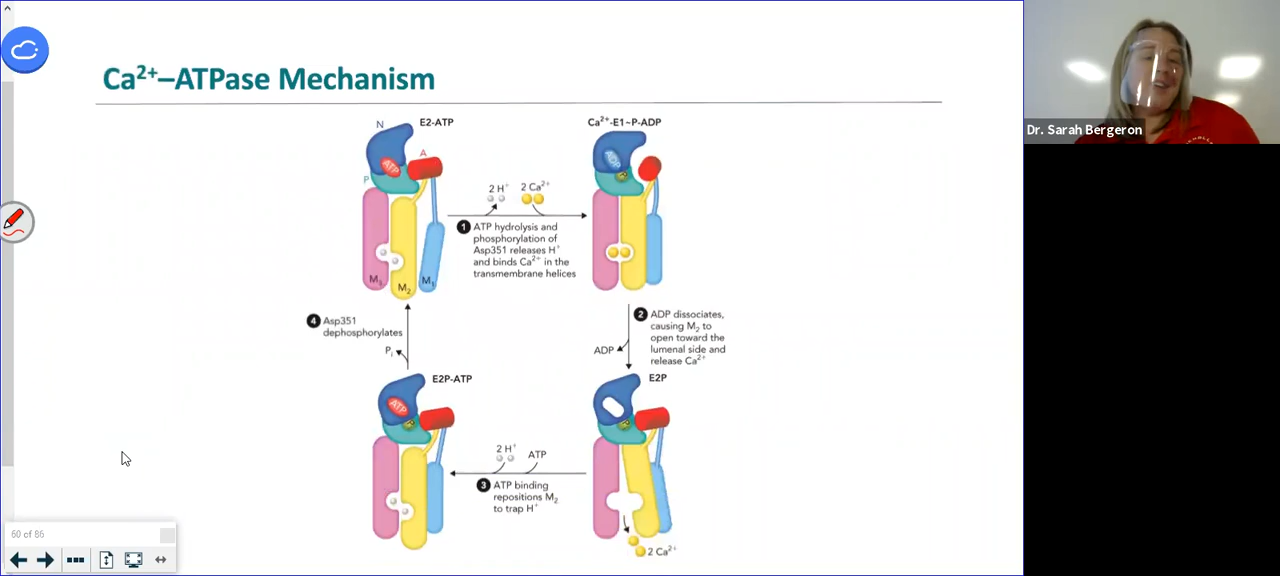 Ca²⁺–ATPase Mechanism
N
E2-ATP
A
ATP
P
M₃
M₂
M₁
2 H⁺
2 Ca²⁺
1 ATP hydrolysis and
phosphorylation of
Asp351 releases H⁺
and binds Ca²⁺ in the
transmembrane helices
Ca²⁺-E1~P-ADP
ADP
2 ADP dissociates,
causing M₂ to
open toward the
lumenal side and
release Ca²⁺
ADP
E2P
2 Ca²⁺
2 H⁺
ATP
3 ATP binding
repositions M₂
to trap H⁺
E2P-ATP
ATP
4 Asp351
dephosphorylates
Pᵢ
Dr. Sarah Bergeron
60 of 86